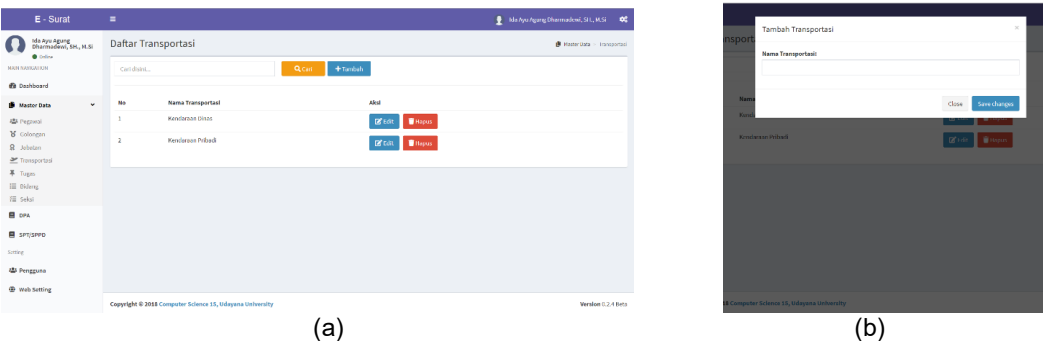 E - Surat
Ida Ayu Agung Dharmadewi, SH., M.Si
Ida Ayu Agung
Dharmadewi, SH., M.Si
Online
MAIN NAVIGATION
Dashboard
Master Data
Pegawai
Golongan
Jabatan
Transportasi
Tugas
Bidang
Seksi
DPA
SPT/SPPD
Setting
Pengguna
Web Setting
Daftar Transportasi
Master Data > Transportasi
Cari disini...
Cari
+Tambah
No Nama Transportasi Aksi
1 Kendaraan Dinas Edit Hapus
2 Kendaraan Pribadi Edit Hapus
Copyright © 2018 Computer Science 15, Udayana University
Version 0.2.4 Beta
(a)
Tambah Transportasi ×
Nama Transportasi:
Close Save changes
nsport
Nama
Kendaraan Pribadi Edit Hapus
18 Computer Science 15, Udayana University
(b)